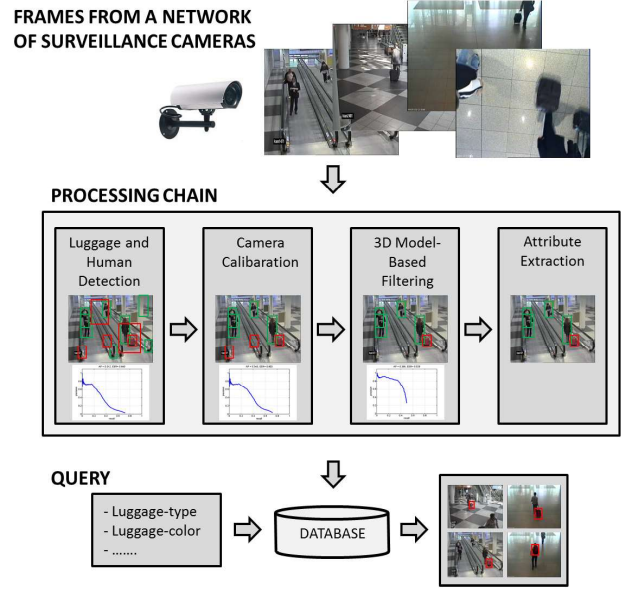 FRAMES FROM A NETWORK
OF SURVEILLANCE CAMERAS
PROCESSING CHAIN
Luggage and
Human
Detection
Camera
Calibaration
3D Model-
Based
Filtering
Attribute
Extraction
QUERY
- Luggage-type
- Luggage-color
- .......
DATABASE